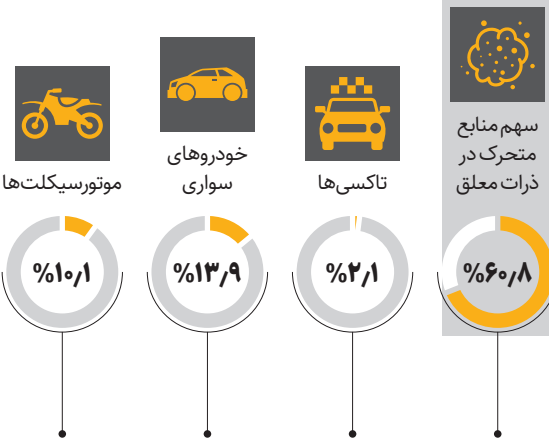 سهم منابع
متحرک در
ذرات معلق
%۶۰٫۸
تاکسی‌ها
%۲٫۱
خودروهای
سواری
%۱۳٫۹
موتورسیکلت‌ها
%۱۰٫۱